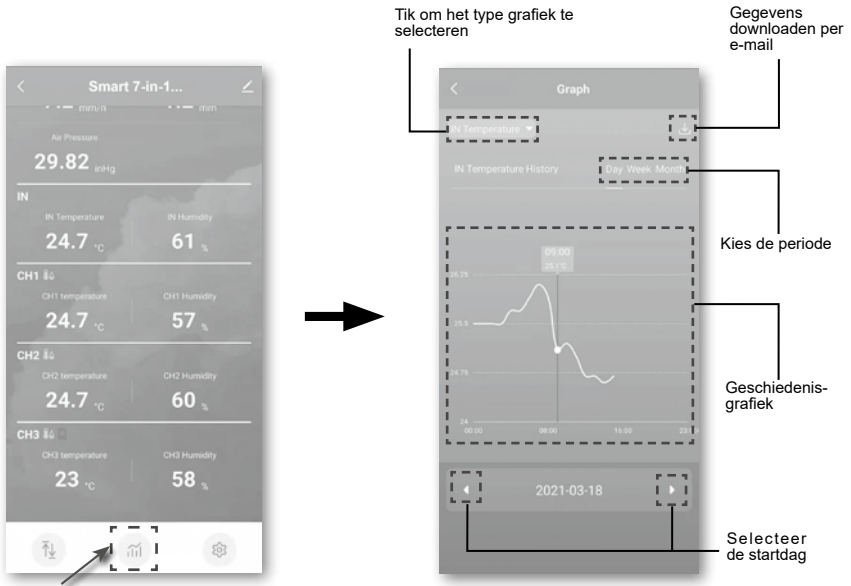 Tik om het type grafiek te
selecteren
Gegevens
downloaden per
e-mail
Smart 7-in-1...
mm/h mm
Air Pressure
29.82 inHg
IN
IN Temperature IN Humidity
24.7 °C 61 %
CH1
CH1 temperature CH1 Humidity
24.7 °C 57 %
CH2
CH2 temperature CH2 Humidity
24.7 °C 60 %
CH3
CH3 temperature CH3 Humidity
23 °C 58 %
Graph
IN Temperature
IN Temperature History Day Week Month
Kies de periode
09:00
25.1°C
26.25
25.5
24.75
24
00:00 08:00 16:00
Geschiedenis-
grafiek
2021-03-18
Selecteer
de startdag